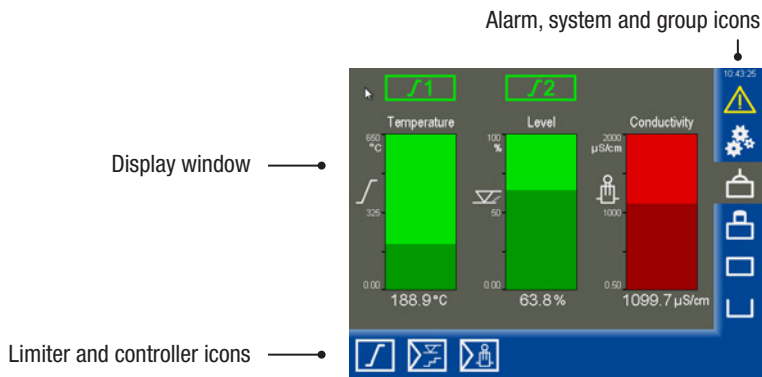 Alarm, system and group icons
10:43:25
∫1
∫2
Temperature
Level
Conductivity
650
°C
100
%
2000
µS/cm
Display window
325
50
1000
0.00
0.00
0.50
188.9°C
63.8%
1099.7 µS/cm
Limiter and controller icons